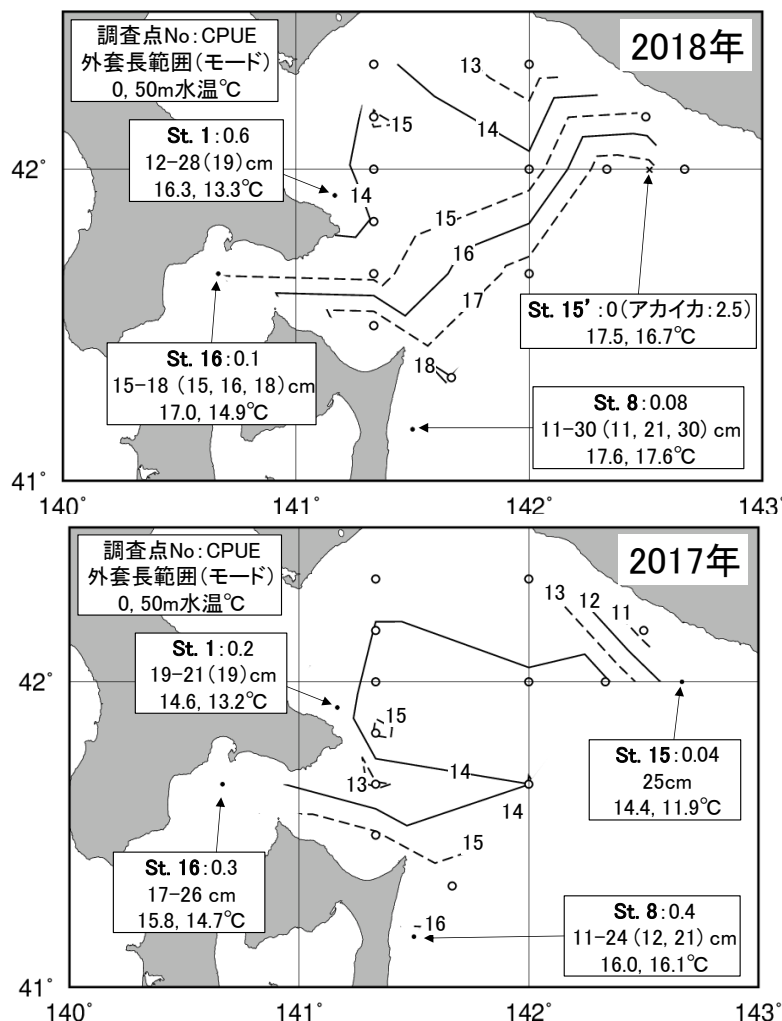 調査点No:CPUE
外套長範囲(モード)
0, 50m水温℃
2018年
St. 1:0.6
12-28(19)cm
16.3, 13.3℃
13
15
14
14
15
16
17
18
St. 15':0(アカイカ:2.5)
17.5, 16.7℃
St. 16:0.1
15-18 (15, 16, 18)cm
17.0, 14.9℃
St. 8:0.08
11-30 (11, 21, 30) cm
17.6, 17.6℃
42°
41°
140°
141°
142°
143°
調査点No:CPUE
外套長範囲(モード)
0, 50m水温℃
2017年
St. 1:0.2
19-21(19)cm
14.6, 13.2℃
13
12
11
15
13
14
14
15
16
St. 15:0.04
25cm
14.4, 11.9℃
St. 16:0.3
17-26 cm
15.8, 14.7℃
St. 8:0.4
11-24 (12, 21) cm
16.0, 16.1℃
42°
41°
140°
141°
142°
143°